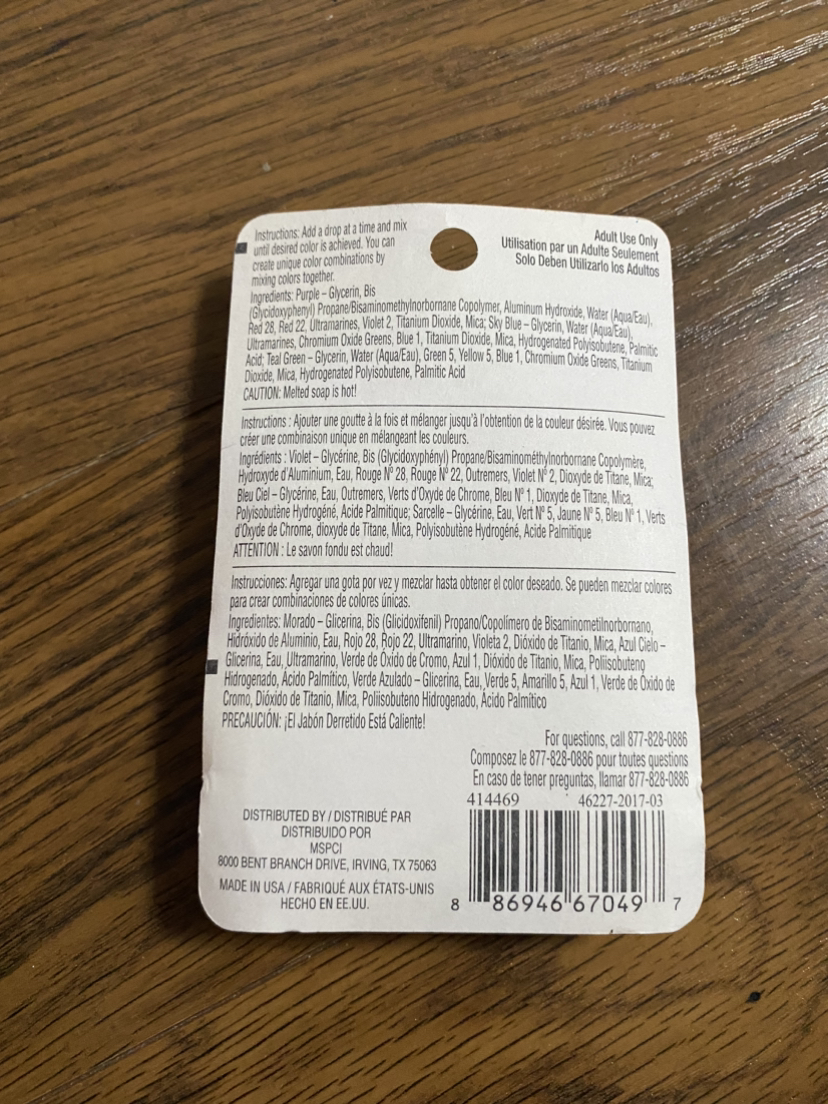 Instructions: Add a drop at a time and mix
until desired color is achieved. You can
create unique color combinations by
mixing colors together.
Adult Use Only
Utilisation par un Adulte Seulement
Solo Deben Utilizarlo los Adultos
Ingredients: Purple – Glycerin, Bis
(Glycidoxyphenyl) Propane/Bisaminomethylnorbornane Copolymer, Aluminum Hydroxide, Water (Aqua/Eau),
Red 28, Red 22, Ultramarines, Violet 2, Titanium Dioxide, Mica; Sky Blue – Glycerin, Water (Aqua/Eau),
Ultramarines, Chromium Oxide Greens, Blue 1, Titanium Dioxide, Mica, Hydrogenated Polyisobutene, Palmitic
Acid; Teal Green – Glycerin, Water (Aqua/Eau), Green 5, Yellow 5, Blue 1, Chromium Oxide Greens, Titanium
Dioxide, Mica, Hydrogenated Polyisobutene, Palmitic Acid
CAUTION: Melted soap is hot!
Instructions : Ajouter une goutte à la fois et mélanger jusqu'à l'obtention de la couleur désirée. Vous pouvez
créer une combinaison unique en mélangeant les couleurs.
Ingrédients : Violet – Glycérine, Bis (Glycidoxyphényl) Propane/Bisaminométhylnorbornane Copolymère,
Hydroxyde d'Aluminium, Eau, Rouge Nº 28, Rouge Nº 22, Outremers, Violet Nº 2, Dioxyde de Titane, Mica;
Bleu Ciel – Glycérine, Eau, Outremers, Verts d'Oxyde de Chrome, Bleu Nº 1, Dioxyde de Titane, Mica,
Polyisobutène Hydrogéné, Acide Palmitique; Sarcelle – Glycérine, Eau, Vert Nº 5, Jaune Nº 5, Bleu Nº 1, Verts
d'Oxyde de Chrome, dioxyde de Titane, Mica, Polyisobutène Hydrogéné, Acide Palmitique
ATTENTION : Le savon fondu est chaud!
Instrucciones: Agregar una gota por vez y mezclar hasta obtener el color deseado. Se pueden mezclar colores
para crear combinaciones de colores únicas.
Ingredientes: Morado – Glicerina, Bis (Glicidoxifenil) Propano/Copolímero de Bisaminometilnorbornano,
Hidróxido de Aluminio, Eau, Rojo 28, Rojo 22, Ultramarino, Violeta 2, Dióxido de Titanio, Mica, Azul Cielo –
Glicerina, Eau, Ultramarino, Verde de Óxido de Cromo, Azul 1, Dióxido de Titanio, Mica, Poliisobuteno
Hidrogenado, Ácido Palmítico, Verde Azulado – Glicerina, Eau, Verde 5, Amarillo 5, Azul 1, Verde de Óxido de
Cromo, Dióxido de Titanio, Mica, Poliisobuteno Hidrogenado, Ácido Palmítico
PRECAUCIÓN: ¡El Jabón Derretido Está Caliente!
For questions, call 877-828-0886
Composez le 877-828-0886 pour toutes questions
En caso de tener preguntas, llamar 877-828-0886
414469 46227-2017-03
DISTRIBUTED BY / DISTRIBUÉ PAR
DISTRIBUIDO POR
MSPCI
8000 BENT BRANCH DRIVE, IRVING, TX 75063
MADE IN USA / FABRIQUÉ AUX ÉTATS-UNIS
HECHO EN EE.UU.
8 86946 67049 7